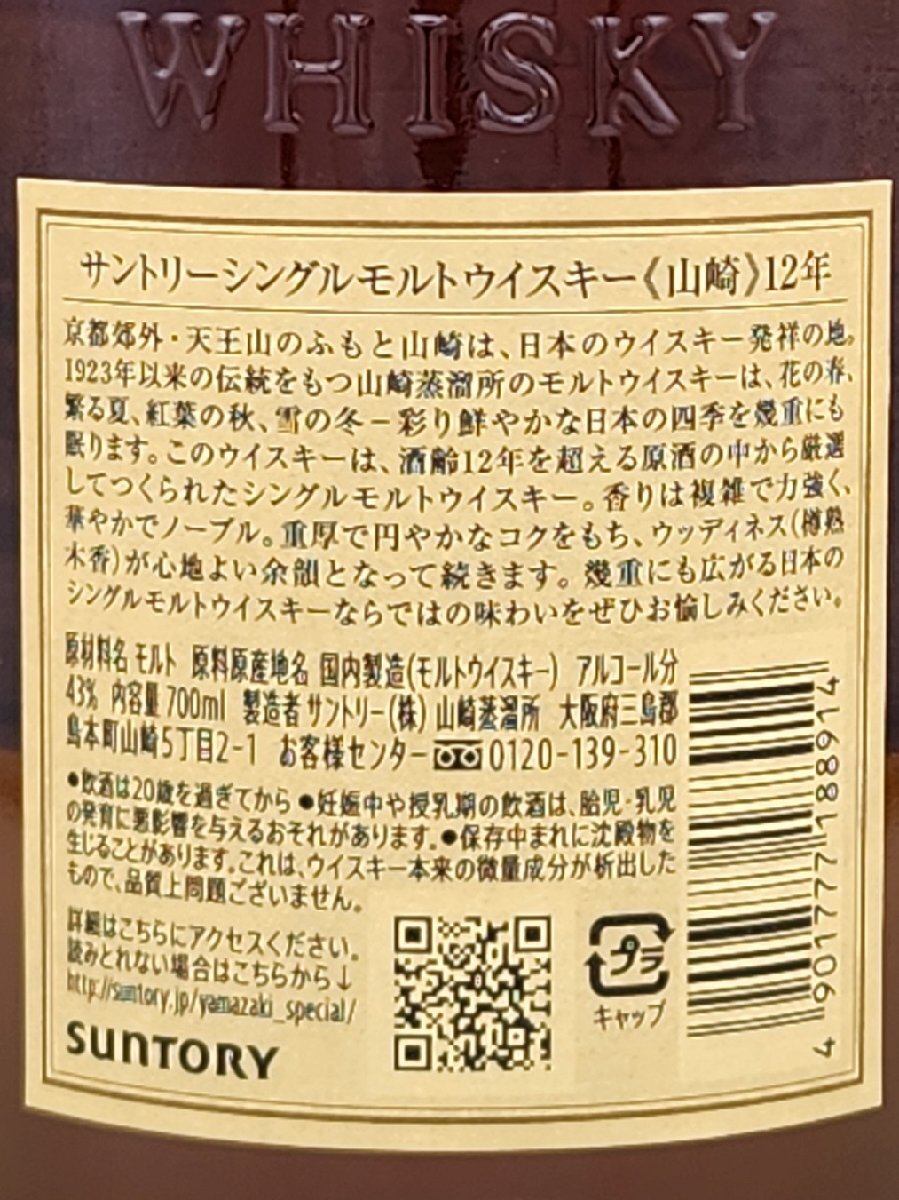 WHISKY
サントリーシングルモルトウイスキー《山崎》12年
京都郊外・天王山のふもと山崎は、日本のウイスキー発祥の地。
1923年以来の伝統をもつ山崎蒸溜所のモルトウイスキーは、花の春、
繁る夏、紅葉の秋、雪の冬－彩り鮮やかな日本の四季を幾重にも
眠ります。このウイスキーは、酒齢12年を超える原酒の中から厳選
してつくられたシングルモルトウイスキー。香りは複雑で力強く、
華やかでノーブル。重厚で円やかなコクをもち、ウッディネス(樽熟
木香)が心地よい余韻となって続きます。幾重にも広がる日本の
シングルモルトウイスキーならではの味わいをぜひお愉しみください。
原材料名 モルト 原料原産地名 国内製造(モルトウイスキー) アルコール分
43% 内容量 700ml 製造者 サントリー(株) 山崎蒸溜所 大阪府三島郡
島本町山崎5丁目2-1 お客様センター 0120-139-310
●飲酒は20歳を過ぎてから ●妊娠中や授乳期の飲酒は、胎児・乳児
の発育に悪影響を与えるおそれがあります。●保存中まれに沈殿物を
生じることがあります。これは、ウイスキー本来の微量成分が析出した
もので、品質上問題ございません。
詳細はこちらにアクセスください。
読みとれない場合はこちらから↓
http://suntory.jp/yamazaki_special/
SUNTORY
プラ
キャップ
4 901777 188914